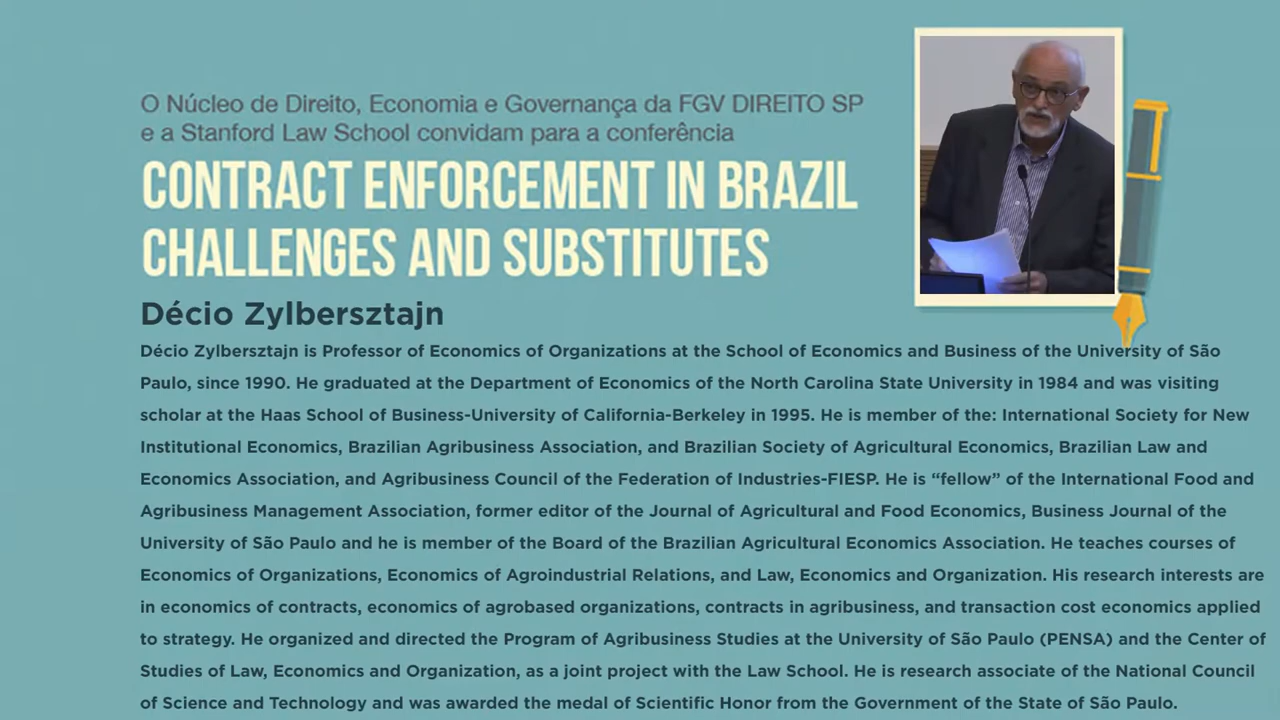 O Núcleo de Direito, Economia e Governança da FGV DIREITO SP
e a Stanford Law School convidam para a conferência
CONTRACT ENFORCEMENT IN BRAZIL
CHALLENGES AND SUBSTITUTES
Décio Zylbersztajn
Décio Zylbersztajn is Professor of Economics of Organizations at the School of Economics and Business of the University of São
Paulo, since 1990. He graduated at the Department of Economics of the North Carolina State University in 1984 and was visiting
scholar at the Haas School of Business-University of California-Berkeley in 1995. He is member of the: International Society for New
Institutional Economics, Brazilian Agribusiness Association, and Brazilian Society of Agricultural Economics, Brazilian Law and
Economics Association, and Agribusiness Council of the Federation of Industries-FIESP. He is “fellow” of the International Food and
Agribusiness Management Association, former editor of the Journal of Agricultural and Food Economics, Business Journal of the
University of São Paulo and he is member of the Board of the Brazilian Agricultural Economics Association. He teaches courses of
Economics of Organizations, Economics of Agroindustrial Relations, and Law, Economics and Organization. His research interests are
in economics of contracts, economics of agrobased organizations, contracts in agribusiness, and transaction cost economics applied
to strategy. He organized and directed the Program of Agribusiness Studies at the University of São Paulo (PENSA) and the Center of
Studies of Law, Economics and Organization, as a joint project with the Law School. He is research associate of the National Council
of Science and Technology and was awarded the medal of Scientific Honor from the Government of the State of São Paulo.